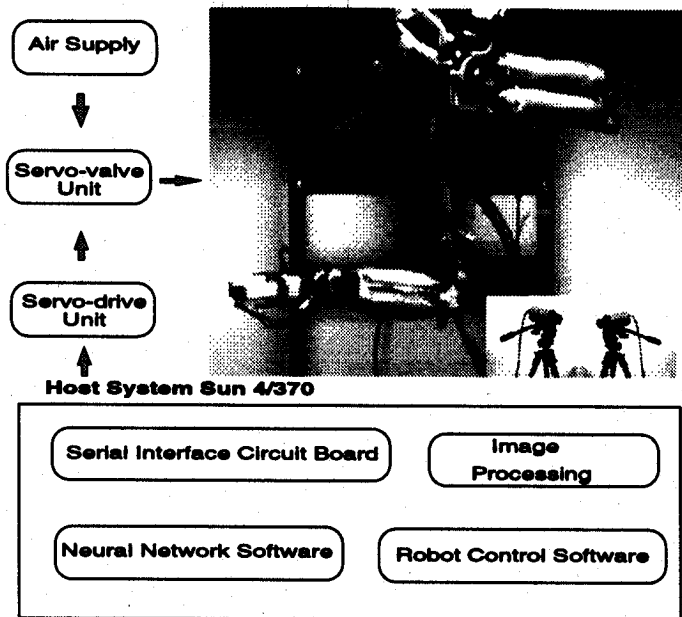 Air Supply
Servo-valve
Unit
Servo-drive
Unit
Host System Sun 4/370
Serial Interface Circuit Board
Image
Processing
Neural Network Software
Robot Control Software